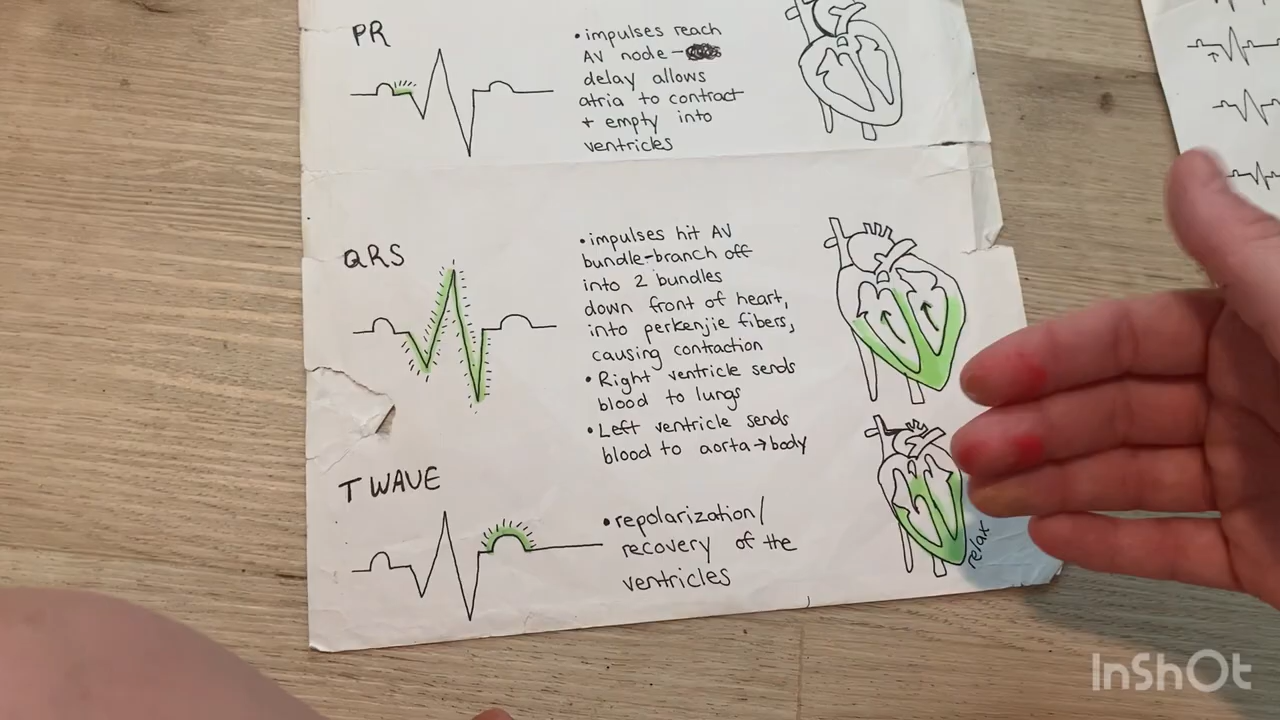 PR
• impulses reach
AV node-
delay allows
atria to contract
+ empty into
ventricles
QRS
• impulses hit AV
bundle-branch off
into 2 bundles
down front of heart,
into perkenjie fibers,
causing contraction
• Right ventricle sends
blood to lungs
• Left ventricle sends
blood to aorta→body
T WAVE
• repolarization/
recovery of the
ventricles
relax
InShOt